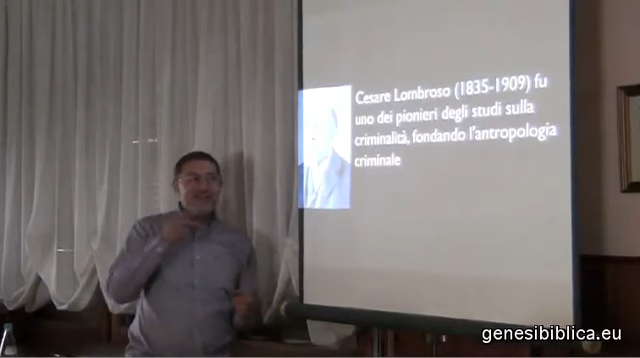 Cesare Lombroso (1835-1909) fu
uno dei pionieri degli studi sulla
criminalità, fondando l'antropologia
criminale
genesibiblica.eu